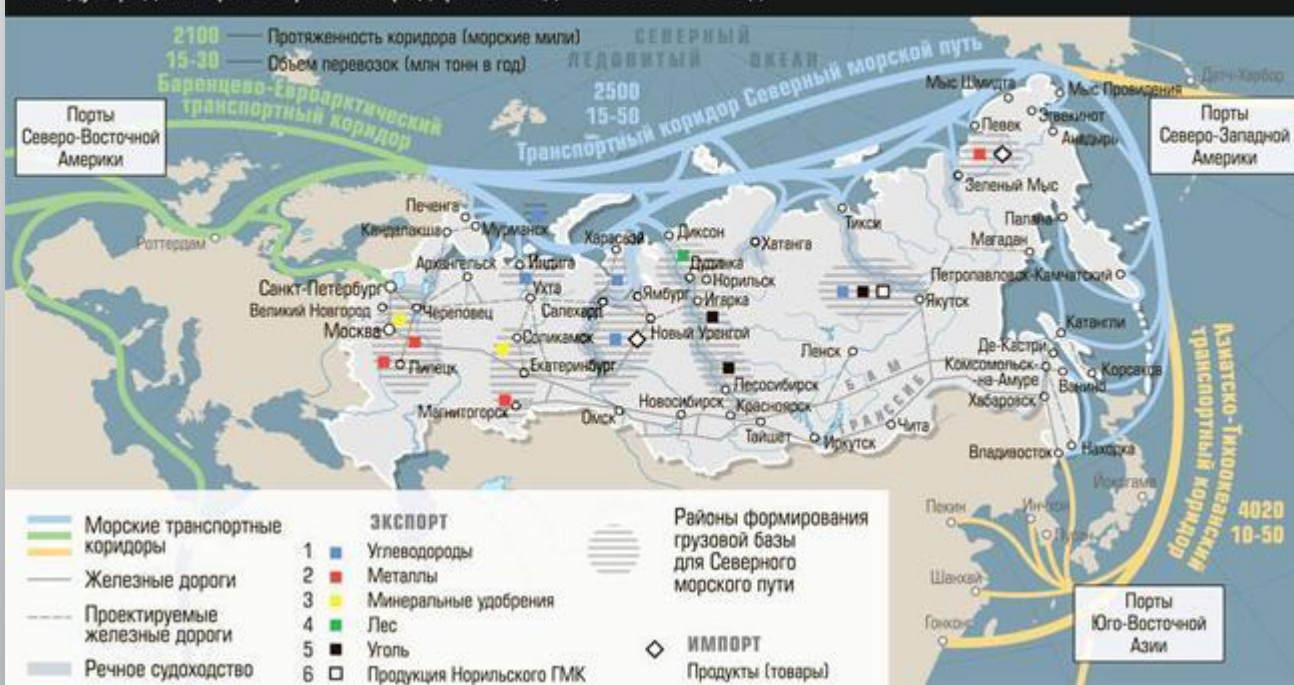 2100
Протяженность коридора (морские мили)
15-30
Объем перевозок (млн тонн в год)
Баренцево-Евроарктический
транспортный коридор
СЕВЕРНЫЙ
ЛЕДОВИТЫЙ ОКЕАН
2500
15-50
Транспортный коридор Северный морской путь
Порты
Северо-Восточной
Америки
Датч-Харбор
Порты
Северо-Западной
Америки
Мыс Шмидта
Мыс Провидения
Эгвекинот
Певек
Анадырь
Зеленый Мыс
Роттердам
Печенга
Кандалакша
Мурманск
Харасавэй
Диксон
Хатанга
Тикси
Палана
Магадан
Архангельск
Индига
Дудинка
Норильск
Петропавловск-Камчатский
Санкт-Петербург
Ухта
Ямбург
Игарка
Якутск
Великий Новгород
Череповец
Салехард
Москва
Соликамск
Новый Уренгой
Катангли
Де-Кастри
Ленск
Липецк
Екатеринбург
БАМ
Комсомольск-
на-Амуре
Корсаков
Ванино
Лесосибирск
Магнитогорск
Новосибирск
Красноярск
ТРАНССИБ
Хабаровск
Омск
Тайшет
Иркутск
Чита
Владивосток
Находка
Азиатско-Тихоокеанский
транспортный коридор
4020
10-50
Йокогама
Пекин
Ин-Чон
Шанхай
Гонконг
Порты
Юго-Восточной
Азии
Морские транспортные
коридоры
Железные дороги
Проектируемые
железные дороги
Речное судоходство
ЭКСПОРТ
1 Углеводороды
2 Металлы
3 Минеральные удобрения
4 Лес
5 Уголь
6 Продукция Норильского ГМК
Районы формирования
грузовой базы
для Северного
морского пути
ИМПОРТ
Продукты (товары)